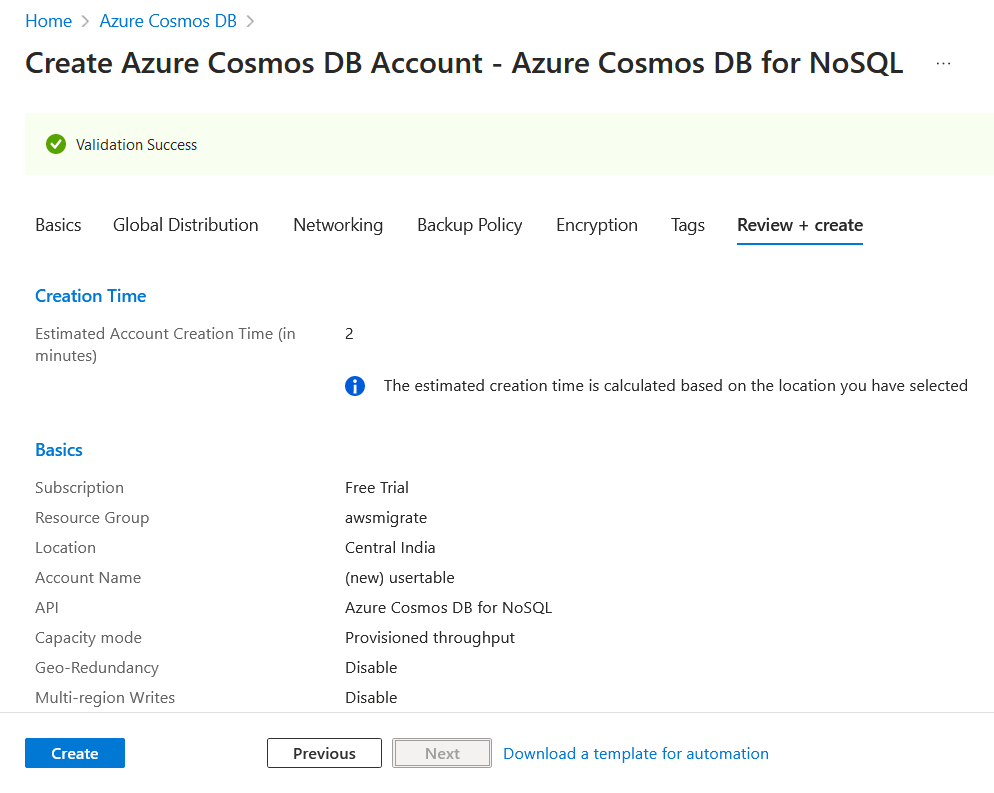 Home > Azure Cosmos DB >
Create Azure Cosmos DB Account - Azure Cosmos DB for NoSQL ...
Validation Success
Basics Global Distribution Networking Backup Policy Encryption Tags Review + create
Creation Time
Estimated Account Creation Time (in minutes) 2
The estimated creation time is calculated based on the location you have selected
Basics
Subscription Free Trial
Resource Group awsmigrate
Location Central India
Account Name (new) usertable
API Azure Cosmos DB for NoSQL
Capacity mode Provisioned throughput
Geo-Redundancy Disable
Multi-region Writes Disable
Create Previous Next Download a template for automation